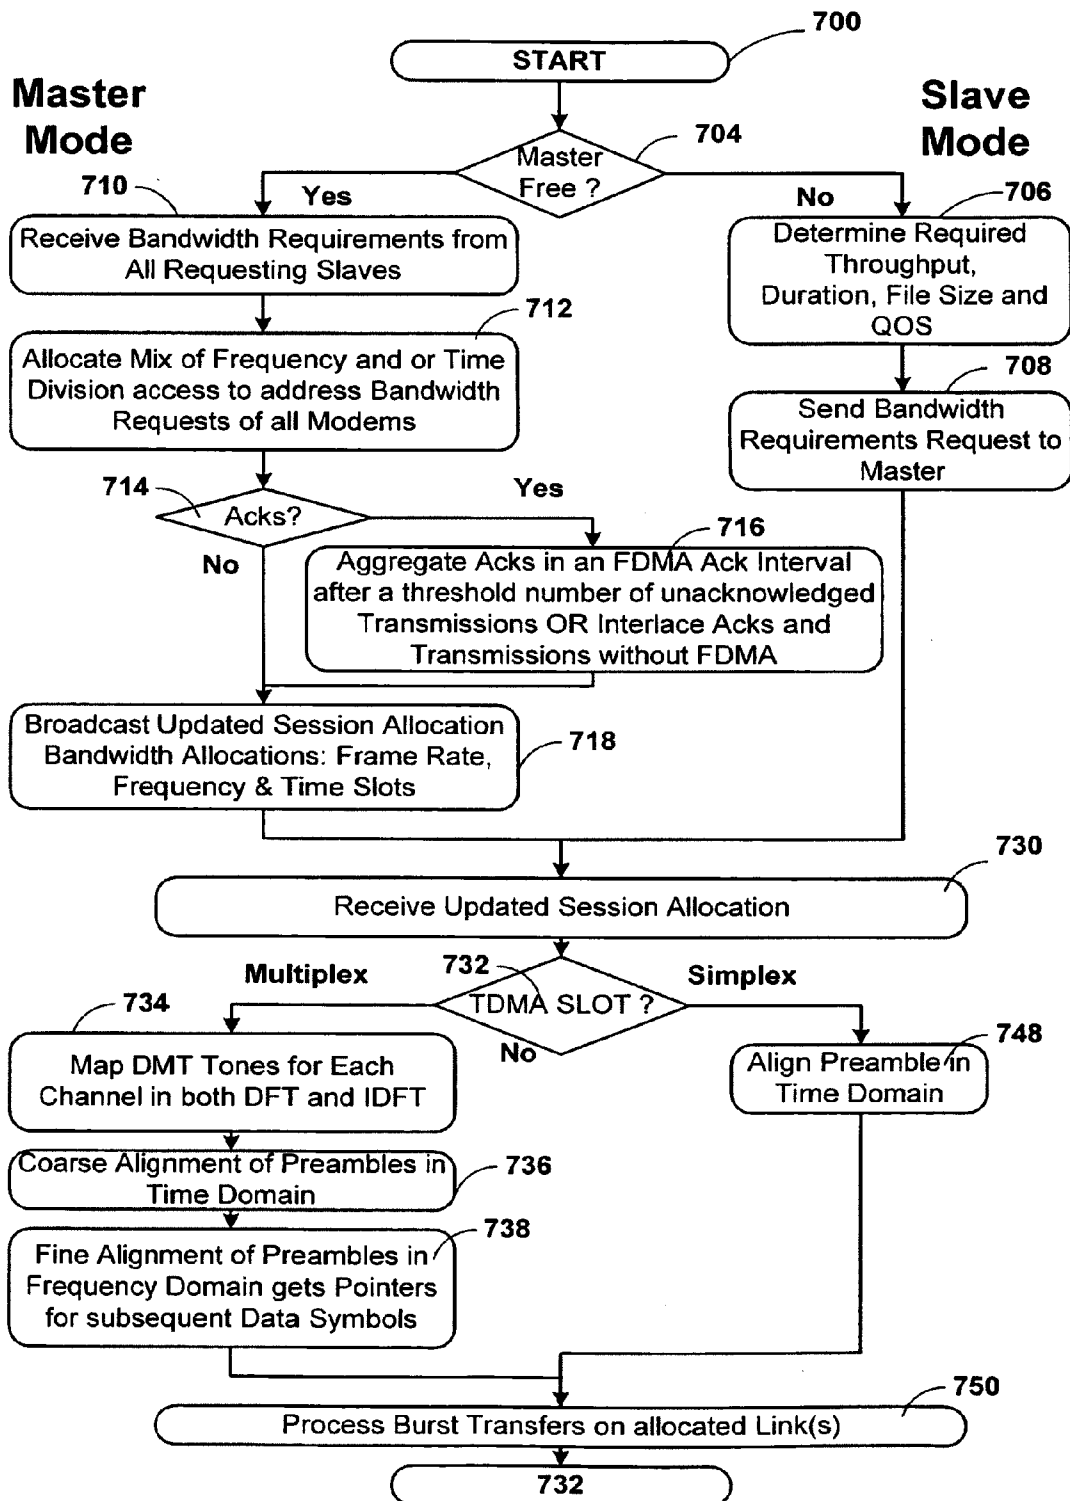 700
START
Master
Mode
Slave
Mode
704
Master
Free ?
710
Yes
No
706
Receive Bandwidth Requirements from
All Requesting Slaves
Determine Required
Throughput,
Duration, File Size and
QOS
712
Allocate Mix of Frequency and or Time
Division access to address Bandwidth
Requests of all Modems
708
Send Bandwidth
Requirements Request to
Master
714
Acks?
Yes
No
716
Aggregate Acks in an FDMA Ack Interval
after a threshold number of unacknowledged
Transmissions OR Interlace Acks and
Transmissions without FDMA
Broadcast Updated Session Allocation
Bandwidth Allocations: Frame Rate,
Frequency & Time Slots
718
730
Receive Updated Session Allocation
Multiplex
732
Simplex
TDMA SLOT ?
No
734
Map DMT Tones for Each
Channel in both DFT and IDFT
748
Align Preamble in
Time Domain
Coarse Alignment of Preambles in
Time Domain
736
738
Fine Alignment of Preambles in
Frequency Domain gets Pointers
for subsequent Data Symbols
750
Process Burst Transfers on allocated Link(s)
732